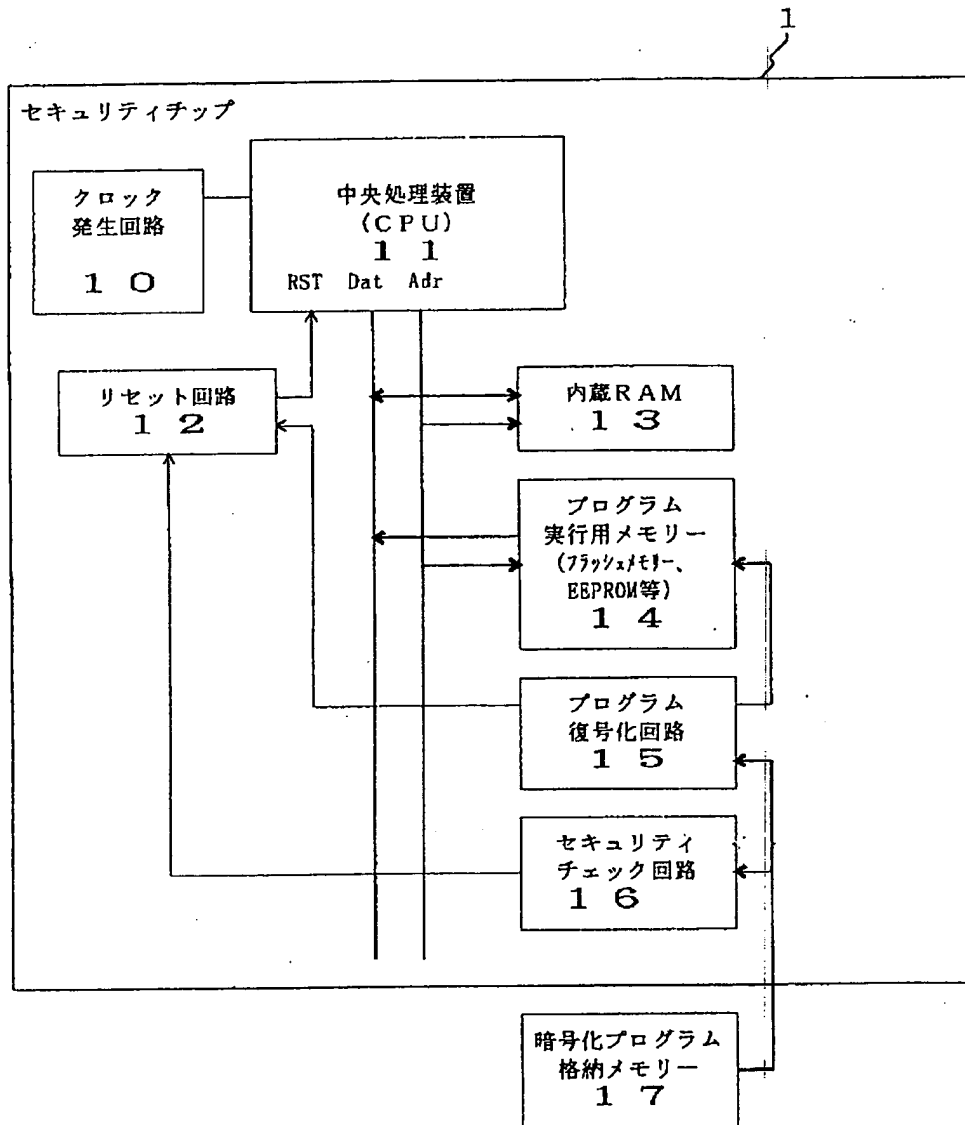 1
セキュリティチップ
クロック
発生回路
１０
中央処理装置
(CPU)
１１
RST Dat Adr
リセット回路
１２
内蔵RAM
１３
プログラム
実行用メモリー
(フラッシュメモリー、
EEPROM等)
１４
プログラム
復号化回路
１５
セキュリティ
チェック回路
１６
暗号化プログラム
格納メモリー
１７